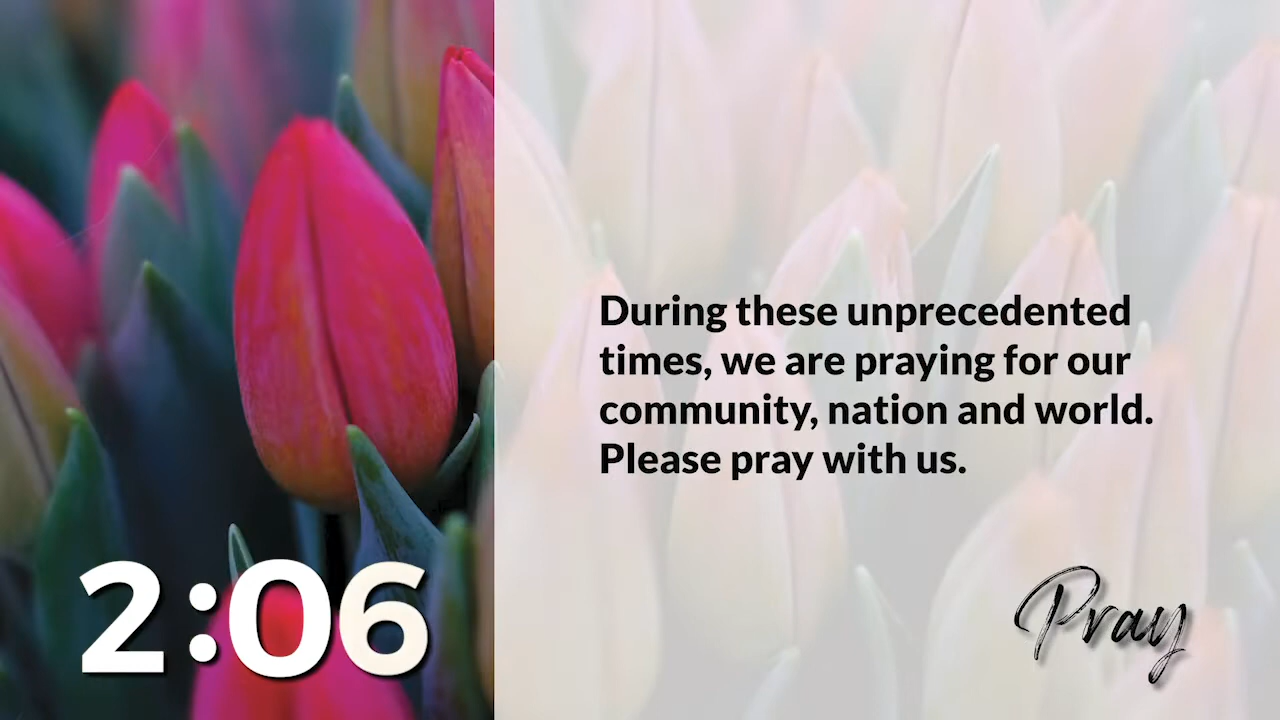 During these unprecedented
times, we are praying for our
community, nation and world.
Please pray with us.
2:06
Pray